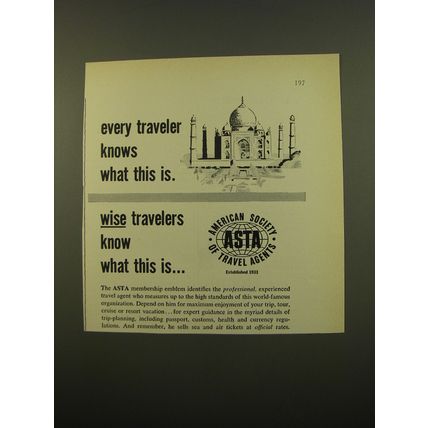 197
every traveler
knows
what this is.
wise travelers
know
what this is...
AMERICAN SOCIETY
ASTA
OF TRAVEL AGENTS
Established 1931
The ASTA membership emblem identifies the professional, experienced
travel agent who measures up to the high standards of this world-famous
organization. Depend on him for maximum enjoyment of your trip, tour,
cruise or resort vacation . . . for expert guidance in the myriad details of
trip-planning, including passport, customs, health and currency regu-
lations. And remember, he sells sea and air tickets at official rates.